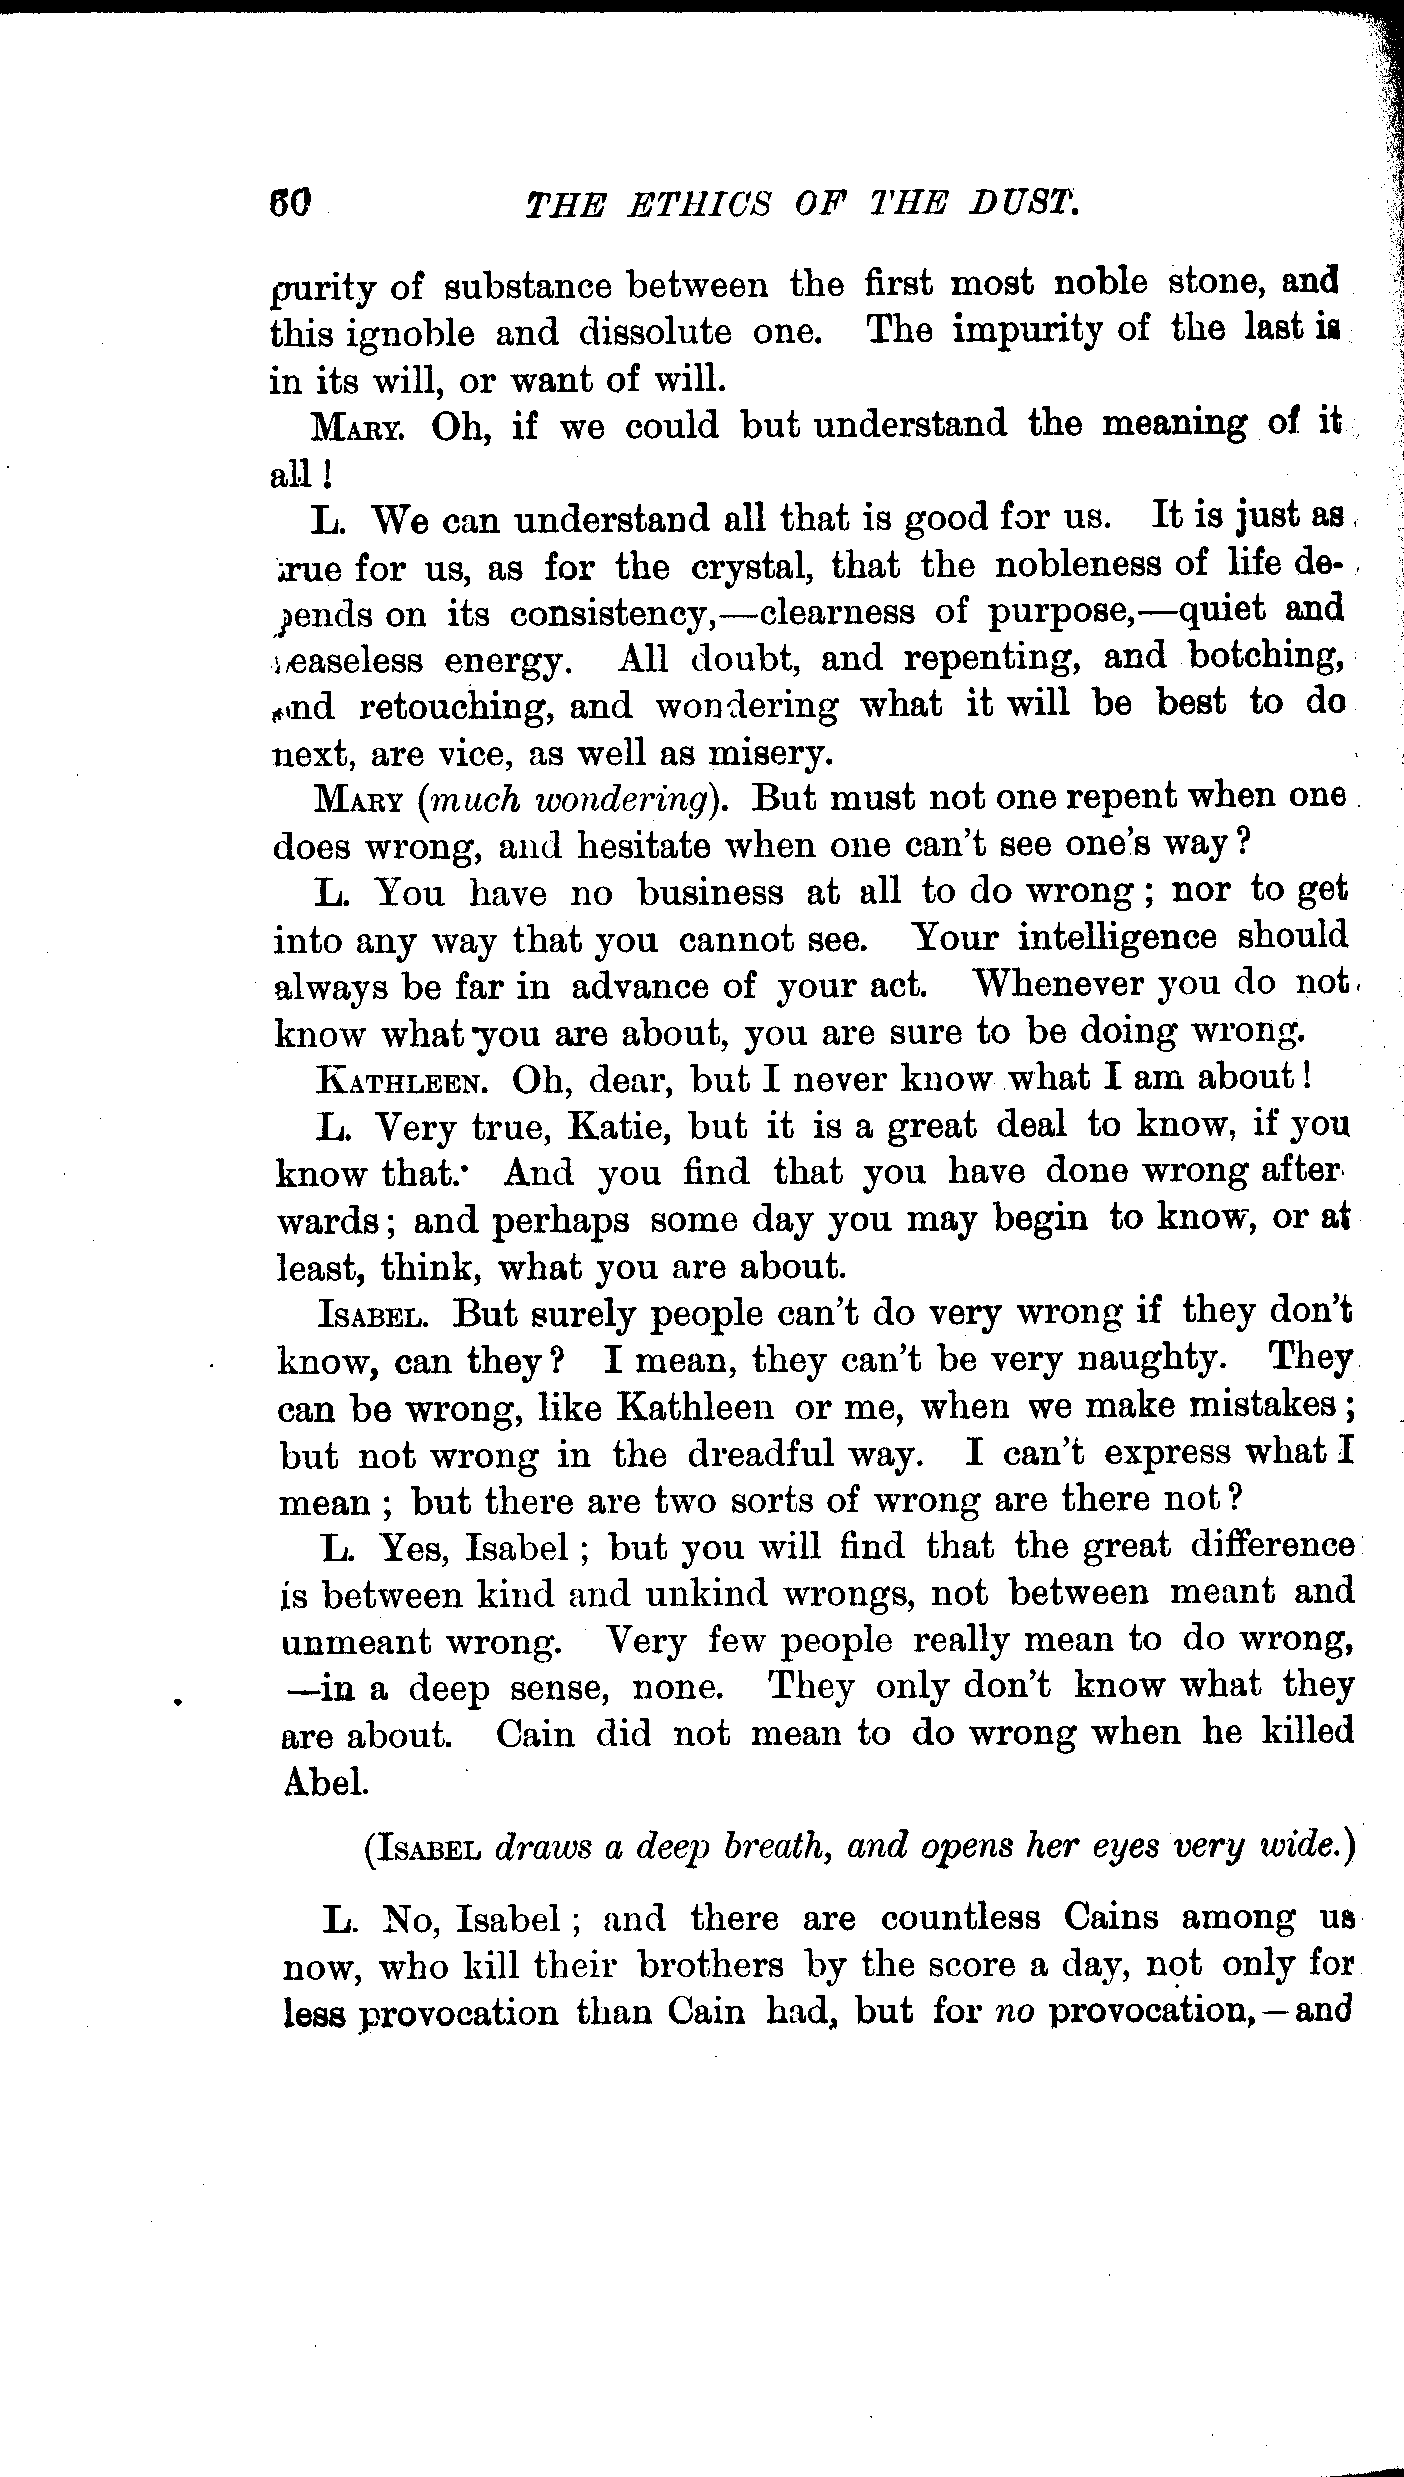 60 THE ETHICS OF THE DUST.
purity of substance between the first most noble stone, and
this ignoble and dissolute one. The impurity of the last is
in its will, or want of will.
MARY. Oh, if we could but understand the meaning of it
all!
L. We can understand all that is good for us. It is just as
true for us, as for the crystal, that the nobleness of life de-
pends on its consistency,—clearness of purpose,—quiet and
ceaseless energy. All doubt, and repenting, and botching,
and retouching, and wondering what it will be best to do
next, are vice, as well as misery.
MARY (much wondering). But must not one repent when one
does wrong, and hesitate when one can't see one's way?
L. You have no business at all to do wrong; nor to get
into any way that you cannot see. Your intelligence should
always be far in advance of your act. Whenever you do not
know what you are about, you are sure to be doing wrong.
KATHLEEN. Oh, dear, but I never know what I am about!
L. Very true, Katie, but it is a great deal to know, if you
know that. And you find that you have done wrong after-
wards; and perhaps some day you may begin to know, or at
least, think, what you are about.
ISABEL. But surely people can't do very wrong if they don't
know, can they? I mean, they can't be very naughty. They
can be wrong, like Kathleen or me, when we make mistakes;
but not wrong in the dreadful way. I can't express what I
mean; but there are two sorts of wrong are there not?
L. Yes, Isabel; but you will find that the great difference
is between kind and unkind wrongs, not between meant and
unmeant wrong. Very few people really mean to do wrong,
—in a deep sense, none. They only don't know what they
are about. Cain did not mean to do wrong when he killed
Abel.
(ISABEL draws a deep breath, and opens her eyes very wide.)
L. No, Isabel; and there are countless Cains among us
now, who kill their brothers by the score a day, not only for
less provocation than Cain had, but for no provocation,—and